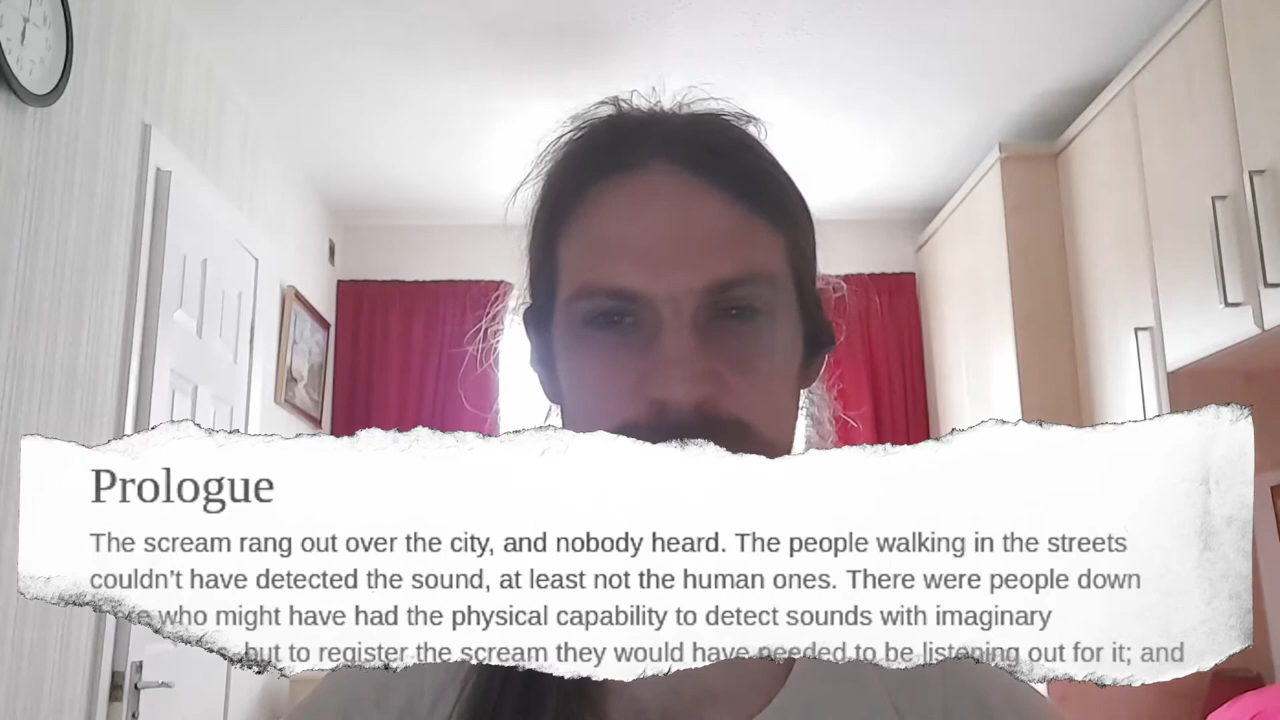 Prologue
The scream rang out over the city, and nobody heard. The people walking in the streets
couldn't have detected the sound, at least not the human ones. There were people down
who might have had the physical capability to detect sounds with imaginary
but to register the scream they would have needed to be listening out for it; and